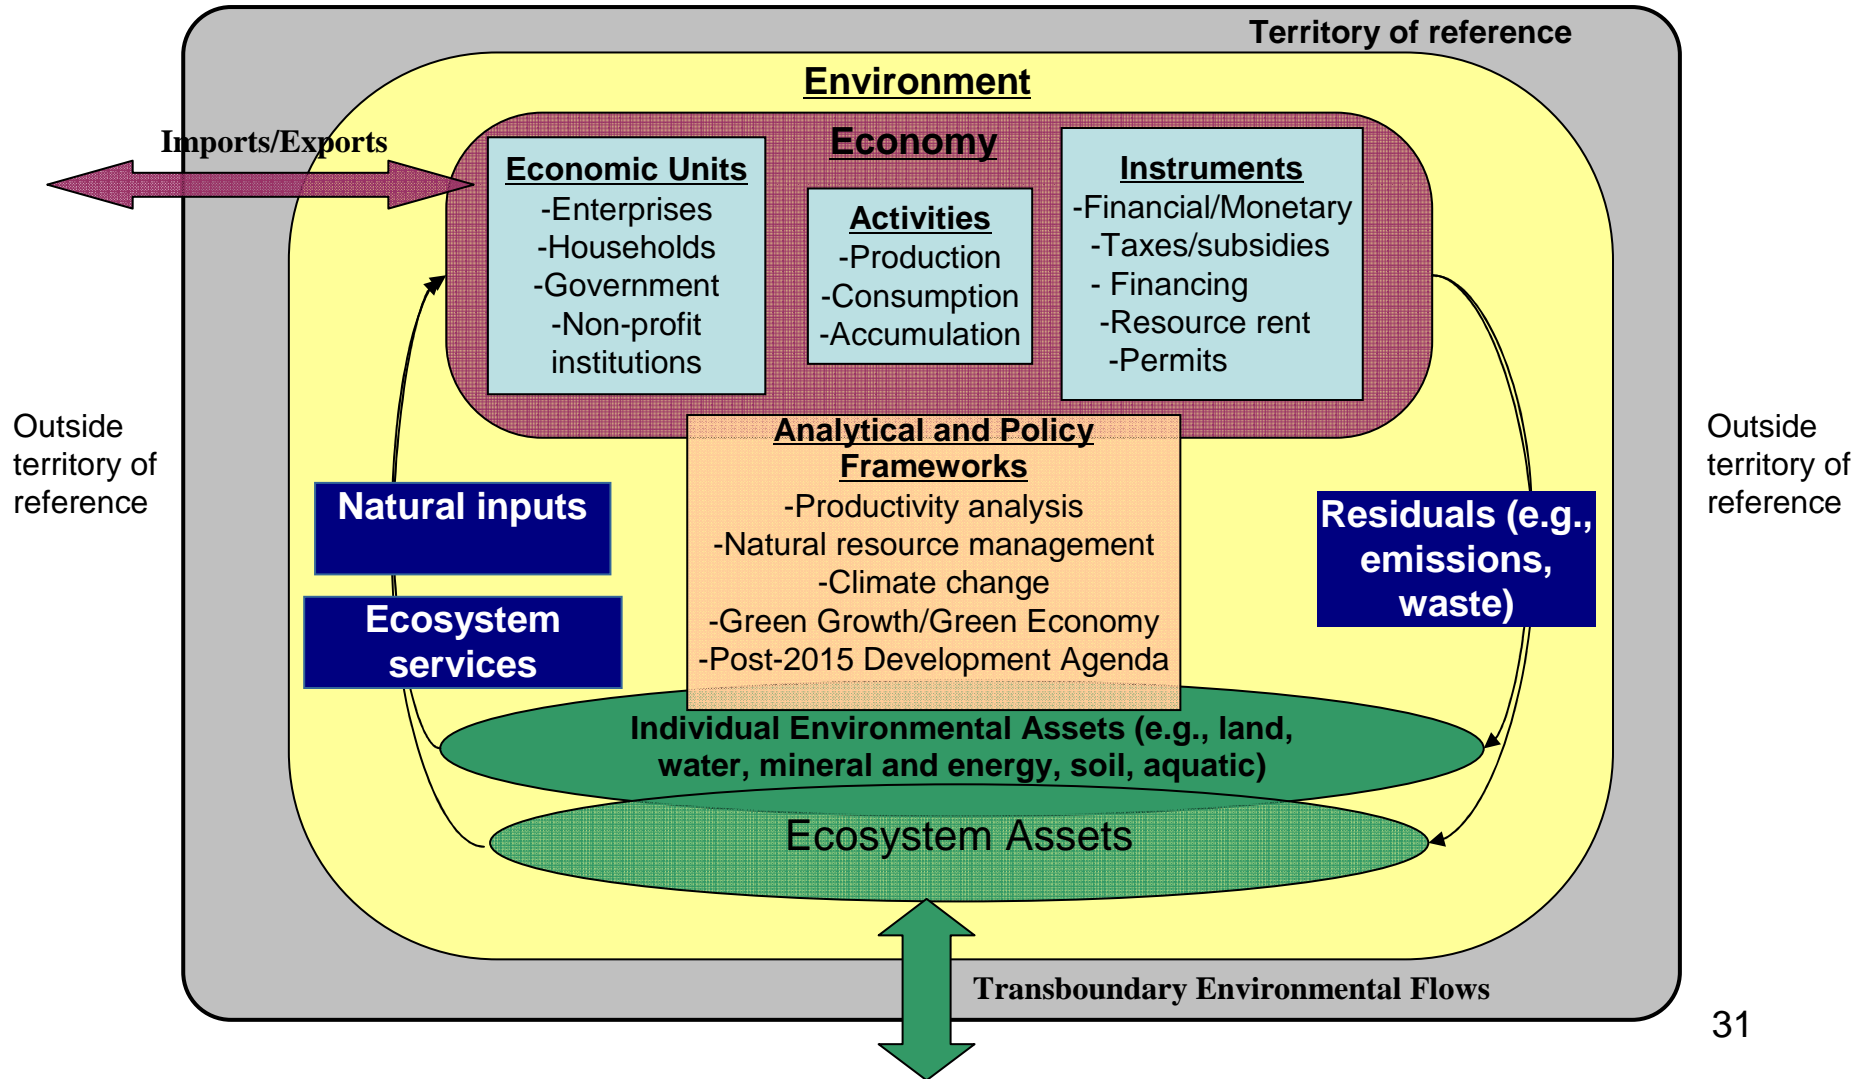 Territory of reference
Environment
Imports/Exports
Economy
Economic Units
-Enterprises
-Households
-Government
-Non-profit
institutions
Activities
-Production
-Consumption
-Accumulation
Instruments
-Financial/Monetary
-Taxes/subsidies
- Financing
-Resource rent
-Permits
Outside
territory of
reference
Analytical and Policy
Frameworks
-Productivity analysis
-Natural resource management
-Climate change
-Green Growth/Green Economy
-Post-2015 Development Agenda
Natural inputs
Ecosystem
services
Residuals (e.g.,
emissions,
waste)
Outside
territory of
reference
Individual Environmental Assets (e.g., land,
water, mineral and energy, soil, aquatic)
Ecosystem Assets
Transboundary Environmental Flows
31